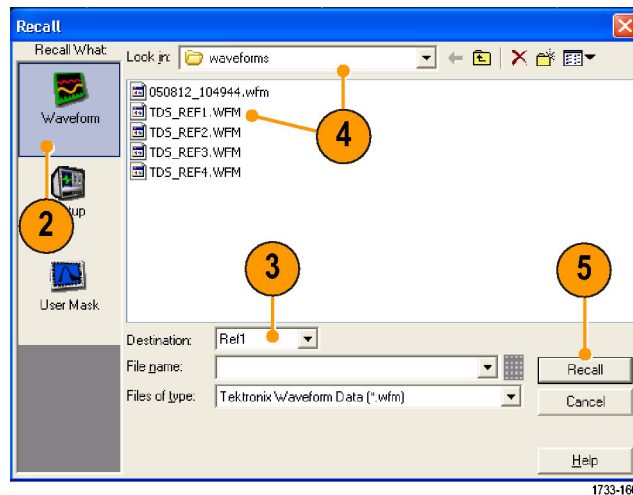 Recall
Recall What:
Look in: waveforms
Waveform
050812_104944.wfm
TDS_REF1.WFM
TDS_REF2.WFM
TDS_REF3.WFM
TDS_REF4.WFM
4
2
3
5
User Mask
Destination: Ref1
File name:
Recall
Files of type: Tektronix Waveform Data (*.wfm)
Cancel
Help